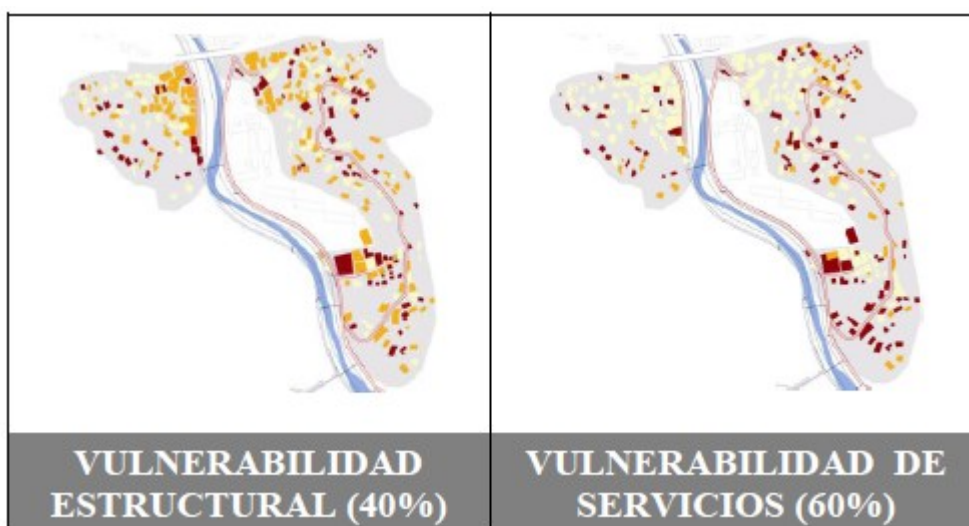 VULNERABILIDAD
ESTRUCTURAL (40%)
VULNERABILIDAD DE
SERVICIOS (60%)